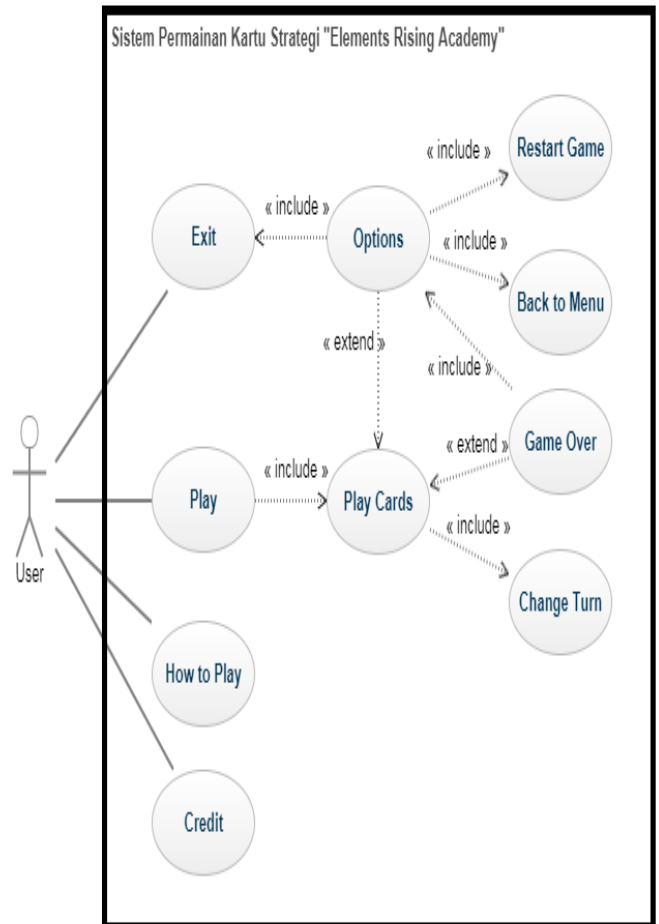 Sistem Permainan Kartu Strategi "Elements Rising Academy"
Restart Game
« include »
« include »
Exit
Options
« include »
Back to Menu
« extend »
« include »
Game Over
« extend »
« include »
Play
Play Cards
« include »
User
Change Turn
How to Play
Credit